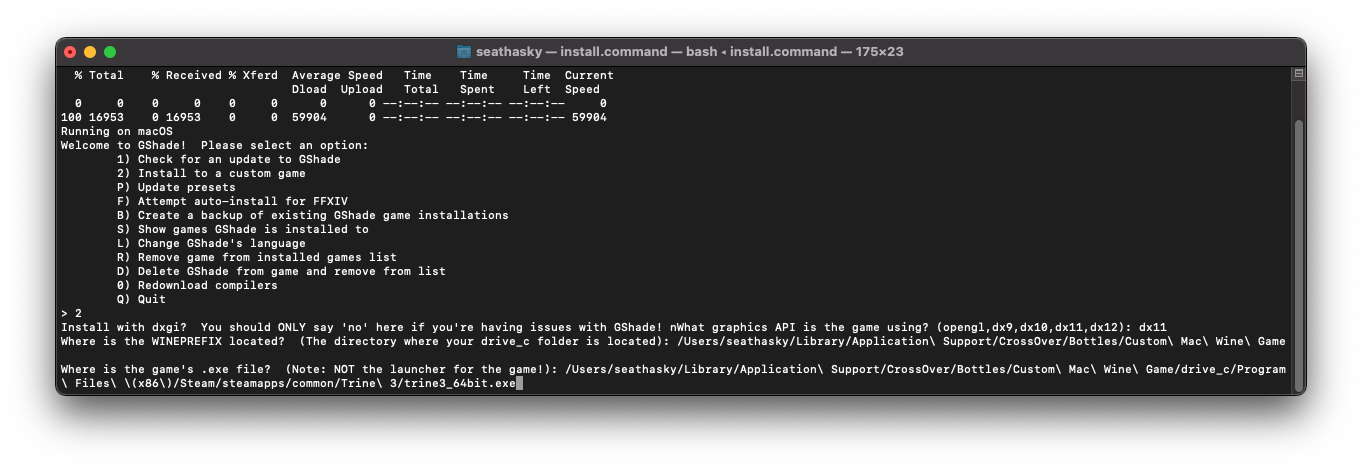 seathasky — install.command — bash ◂ install.command — 175×23
% Total % Received % Xferd Average Speed Time Time Time Current
Dload Upload Total Spent Left Speed
0 0 0 0 0 0 0 0 --:--:-- --:--:-- --:--:-- 0
100 16953 0 16953 0 0 59904 0 --:--:-- --:--:-- --:--:-- 59904
Running on macOS
Welcome to GShade! Please select an option:
1) Check for an update to GShade
2) Install to a custom game
P) Update presets
F) Attempt auto-install for FFXIV
B) Create a backup of existing GShade game installations
S) Show games GShade is installed to
L) Change GShade's language
R) Remove game from installed games list
D) Delete GShade from game and remove from list
0) Redownload compilers
Q) Quit
> 2
Install with dxgi? You should ONLY say 'no' here if you're having issues with GShade! nWhat graphics API is the game using? (opengl,dx9,dx10,dx11,dx12): dx11
Where is the WINEPREFIX located? (The directory where your drive_c folder is located): /Users/seathasky/Library/Application\ Support/CrossOver/Bottles/Custom\ Mac\ Wine\ Game
Where is the game's .exe file? (Note: NOT the launcher for the game!): /Users/seathasky/Library/Application\ Support/CrossOver/Bottles/Custom\ Mac\ Wine\ Game/drive_c/Program
\ Files\ \(x86\)/Steam/steamapps/common/Trine\ 3/trine3_64bit.exe